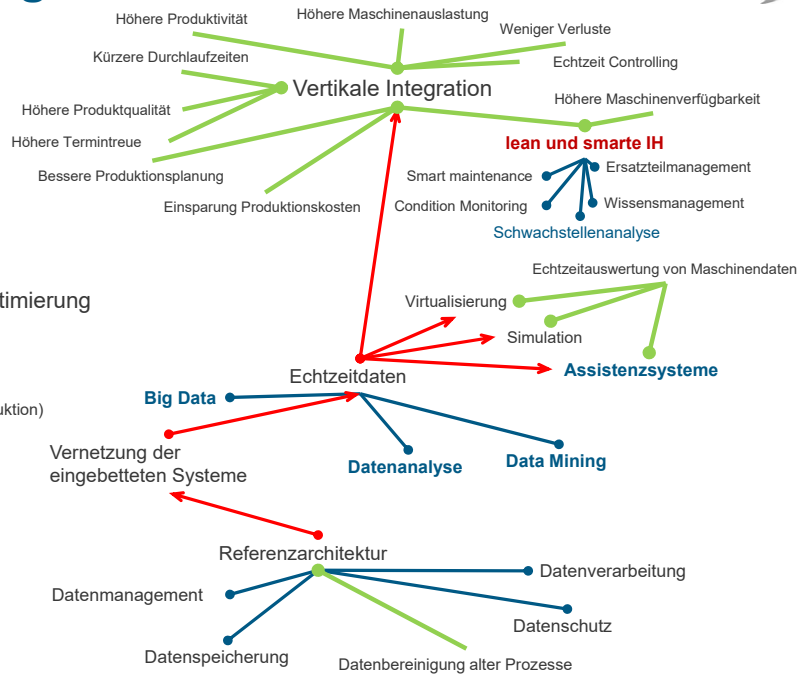 Höhere Produktivität
Höhere Maschinenauslastung
Weniger Verluste
Kürzere Durchlaufzeiten
Echtzeit Controlling
Vertikale Integration
Höhere Maschinenverfügbarkeit
Höhere Produktqualität
Höhere Termintreue
lean und smarte IH
Bessere Produktionsplanung
Smart maintenance
Ersatzteilmanagement
Einsparung Produktionskosten
Condition Monitoring
Wissensmanagement
Schwachstellenanalyse
Echtzeitauswertung von Maschinendaten
timierung
Virtualisierung
Simulation
Echtzeitdaten
Assistenzsysteme
Big Data
uktion)
Vernetzung der
eingebetteten Systeme
Datenanalyse
Data Mining
Referenzarchitektur
Datenverarbeitung
Datenmanagement
Datenschutz
Datenspeicherung
Datenbereinigung alter Prozesse